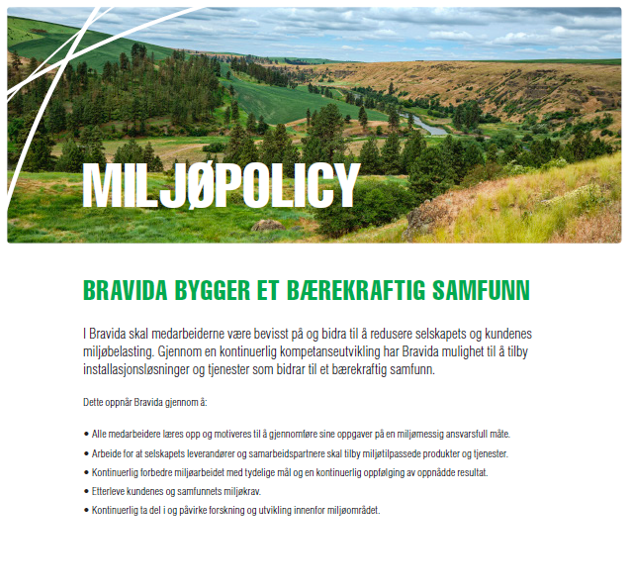 MILJØPOLICY
BRAVIDA BYGGER ET BÆREKRAFTIG SAMFUNN
I Bravida skal medarbeiderne være bevisst på og bidra til å redusere selskapets og kundenes
miljøbelasting. Gjennom en kontinuerlig kompetanseutvikling har Bravida mulighet til å tilby
installasjonsløsninger og tjenester som bidrar til et bærekraftig samfunn.
Dette oppnår Bravida gjennom å:
• Alle medarbeidere læres opp og motiveres til å gjennomføre sine oppgaver på en miljømessig ansvarsfull måte.
• Arbeide for at selskapets leverandører og samarbeidspartnere skal tilby miljøtilpassede produkter og tjenester.
• Kontinuerlig forbedre miljøarbeidet med tydelige mål og en kontinuerlig oppfølging av oppnådde resultat.
• Etterleve kundenes og samfunnets miljøkrav.
• Kontinuerlig ta del i og påvirke forskning og utvikling innenfor miljøområdet.